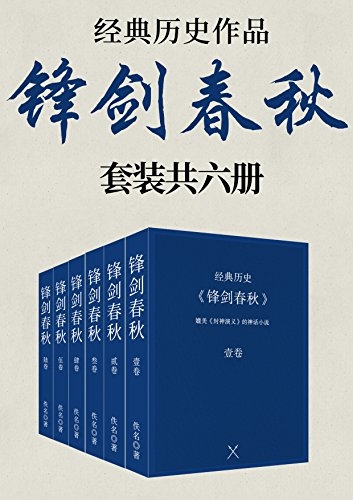 经典历史作品
锋剑春秋
套装共六册
锋剑春秋
陆卷
佚名◎著
锋剑春秋
伍卷
佚名◎著
锋剑春秋
肆卷
佚名◎著
锋剑春秋
叁卷
佚名◎著
锋剑春秋
贰卷
佚名◎著
锋剑春秋
壹卷
佚名◎著
经典历史
《锋剑春秋》
媲美《封神演义》的神话小说
壹卷